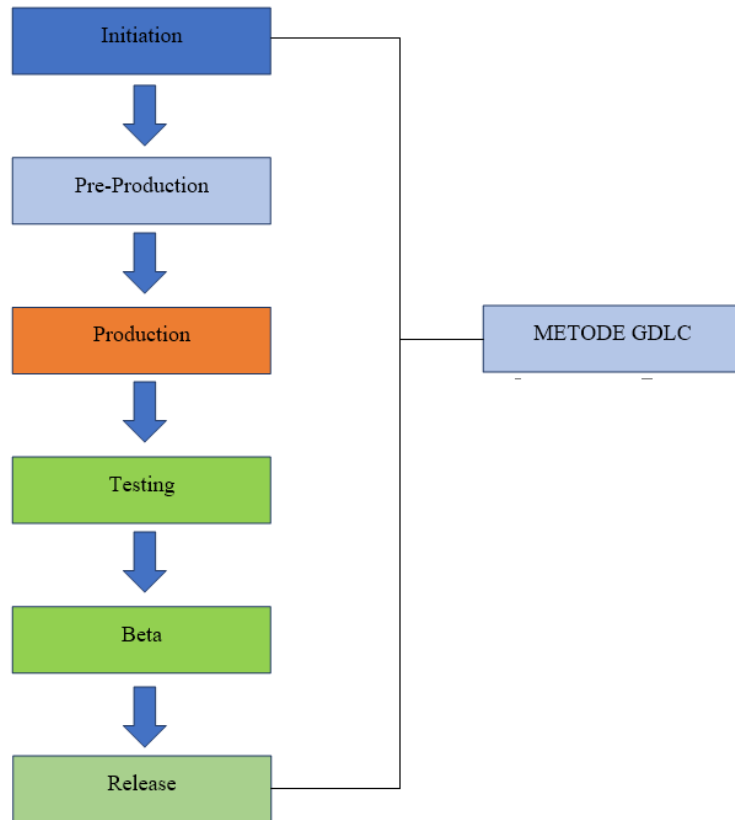 Initiation
Pre-Production
Production
METODE GDLC
Testing
Beta
Release